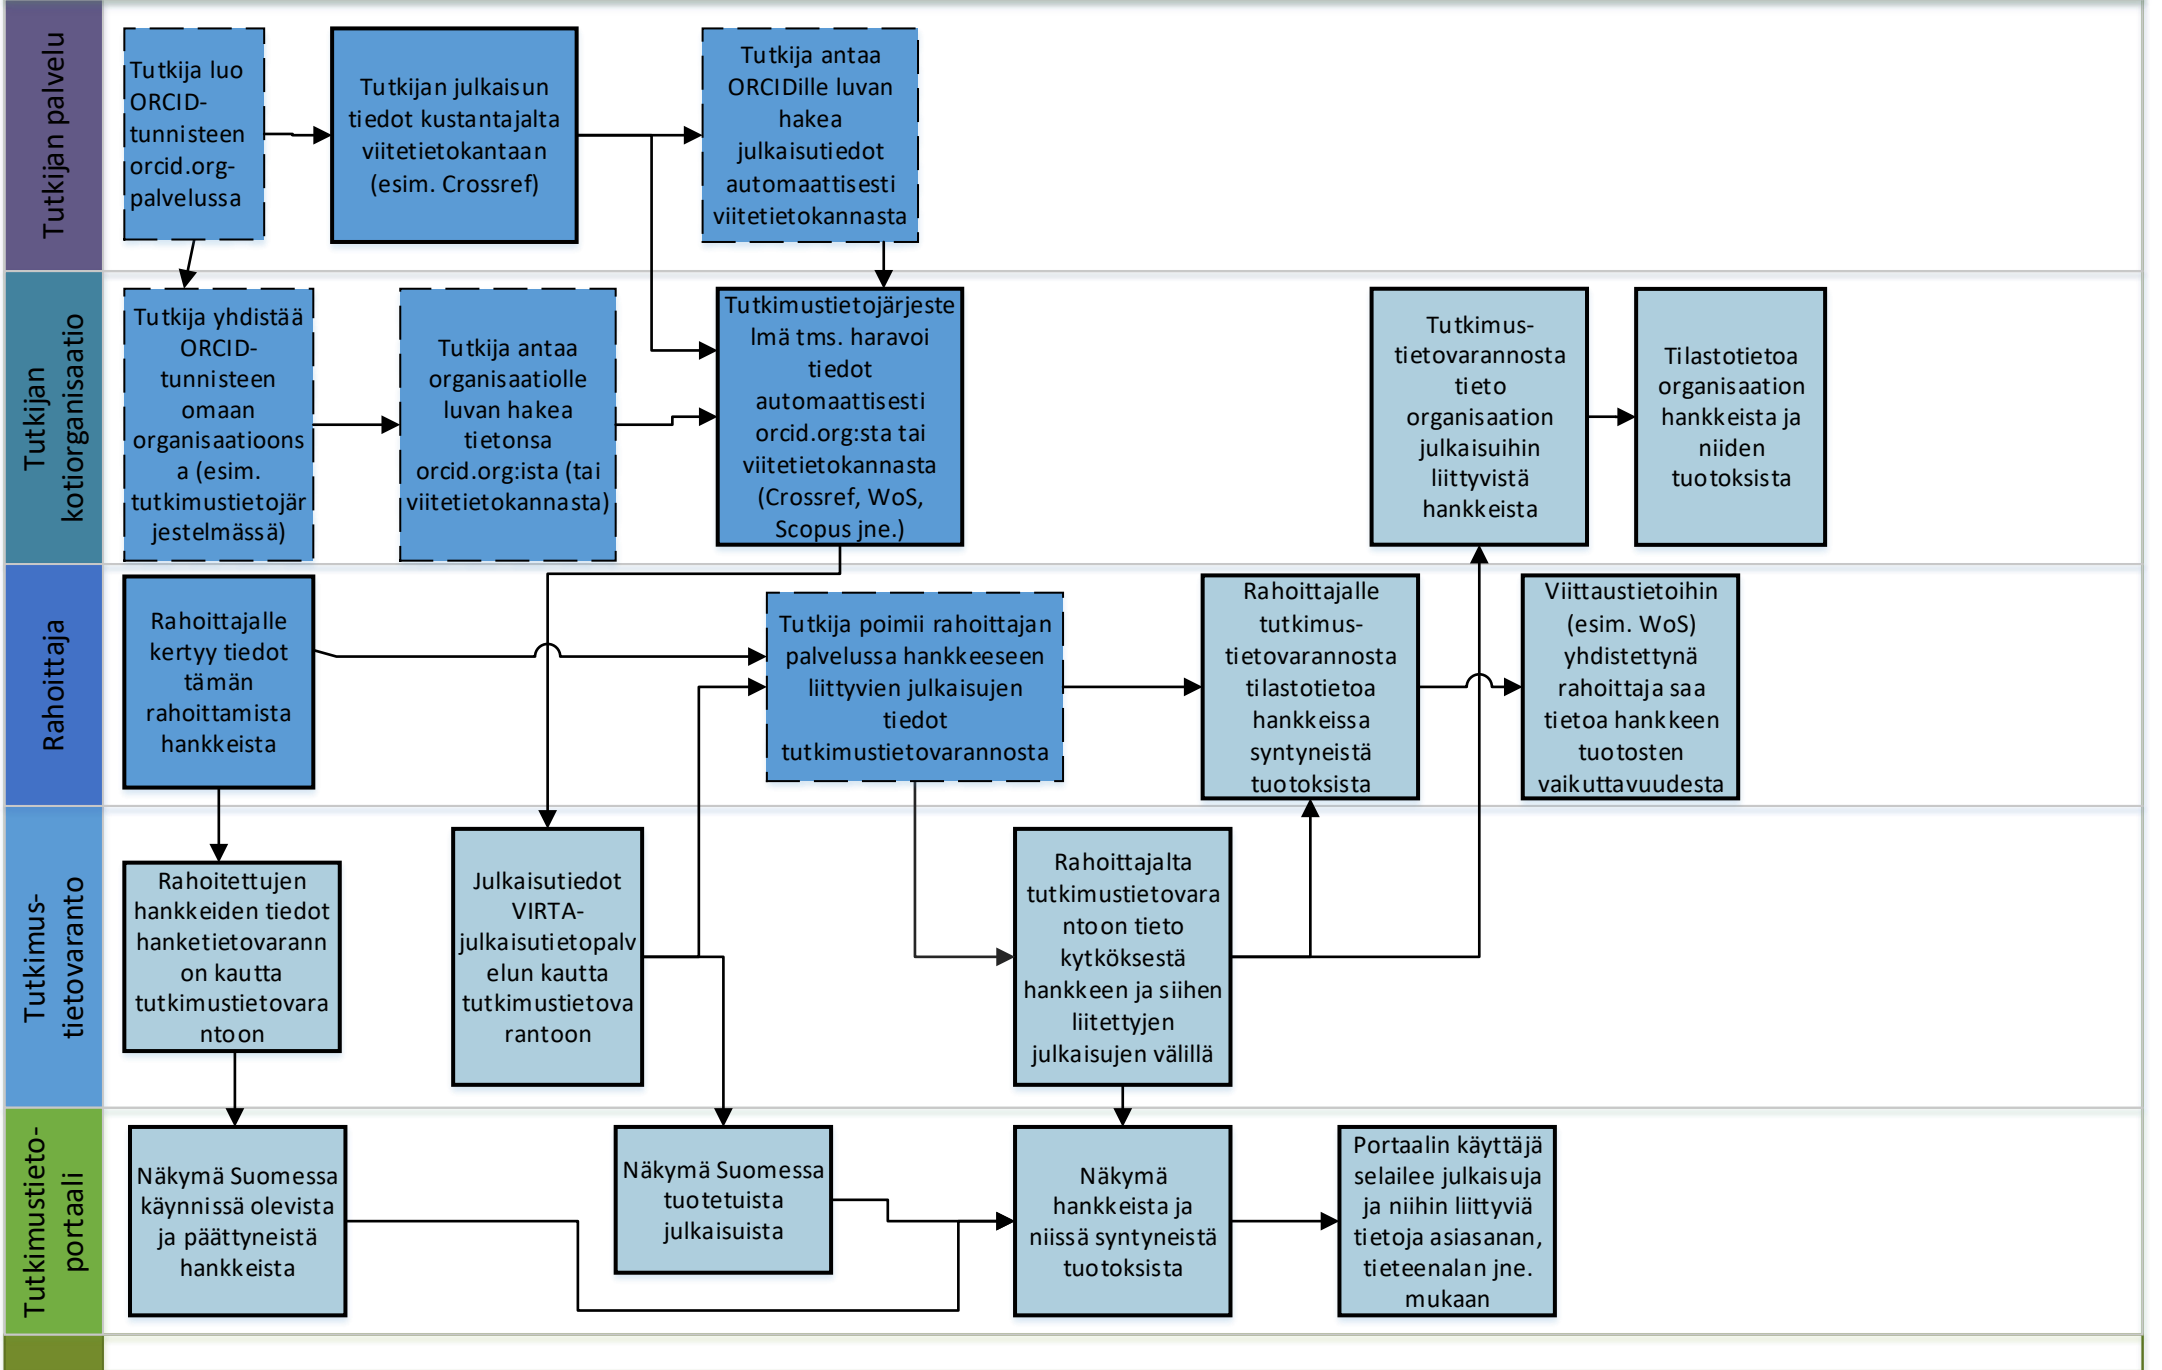 Tutkijan palvelu
Tutkija luo
ORCID-
tunnisteen
orcid.org-
palvelussa
Tutkijan julkaisun
tiedot kustantajalta
viitetietokantaan
(esim. Crossref)
Tutkija antaa
ORCIDille luvan
hakea
julkaisutiedot
automaattisesti
viitetietokannasta
Tutkijan
kotiorganisaatio
Tutkija yhdistää
ORCID-
tunnisteen
omaan
organisaatioons
a (esim.
tutkimustietojär
jestelmässä)
Tutkija antaa
organisaatiolle
luvan hakea
tietonsa
orcid.org:ista (tai
viitetietokannasta)
Tutkimustietojärjeste
lmä tms. haravoi
tiedot
automaattisesti
orcid.org:sta tai
viitetietokannasta
(Crossref, WoS,
Scopus jne.)
Tutkimus-
tietovarannosta
tieto
organisaation
julkaisuihin
liittyvistä
hankkeista
Tilastotietoa
organisaation
hankkeista ja
niiden
tuotoksista
Rahoittaja
Rahoittajalle
kertyy tiedot
tämän
rahoittamista
hankkeista
Tutkija poimii rahoittajan
palvelussa hankkeeseen
liittyvien julkaisujen
tiedot
tutkimustietovarannosta
Rahoittajalle
tutkimus-
tietovarannosta
tilastotietoa
hankkeissa
syntyneistä
tuotoksista
Viittaustietoihin
(esim. WoS)
yhdistettynä
rahoittaja saa
tietoa hankkeen
tuotosten
vaikuttavuudesta
Tutkimus-
tietovaranto
Rahoitettujen
hankkeiden tiedot
hanketietovarann
on kautta
tutkimustietovara
ntoon
Julkaisutiedot
VIRTA-
julkaisutietopalv
elun kautta
tutkimustietova
rantoon
Rahoittajalta
tutkimustietovara
ntoon tieto
kytköksestä
hankkeen ja siihen
liitettyjen
julkaisujen välillä
Tutkimustieto-
portaali
Näkymä Suomessa
käynnissä olevista
ja päättyneistä
hankkeista
Näkymä Suomessa
tuotetuista
julkaisuista
Näkymä
hankkeista ja
niissä syntyneistä
tuotoksista
Portaalin käyttäjä
selailee julkaisuja
ja niihin liittyviä
tietoja asiasanan,
tieteenalan jne.
mukaan